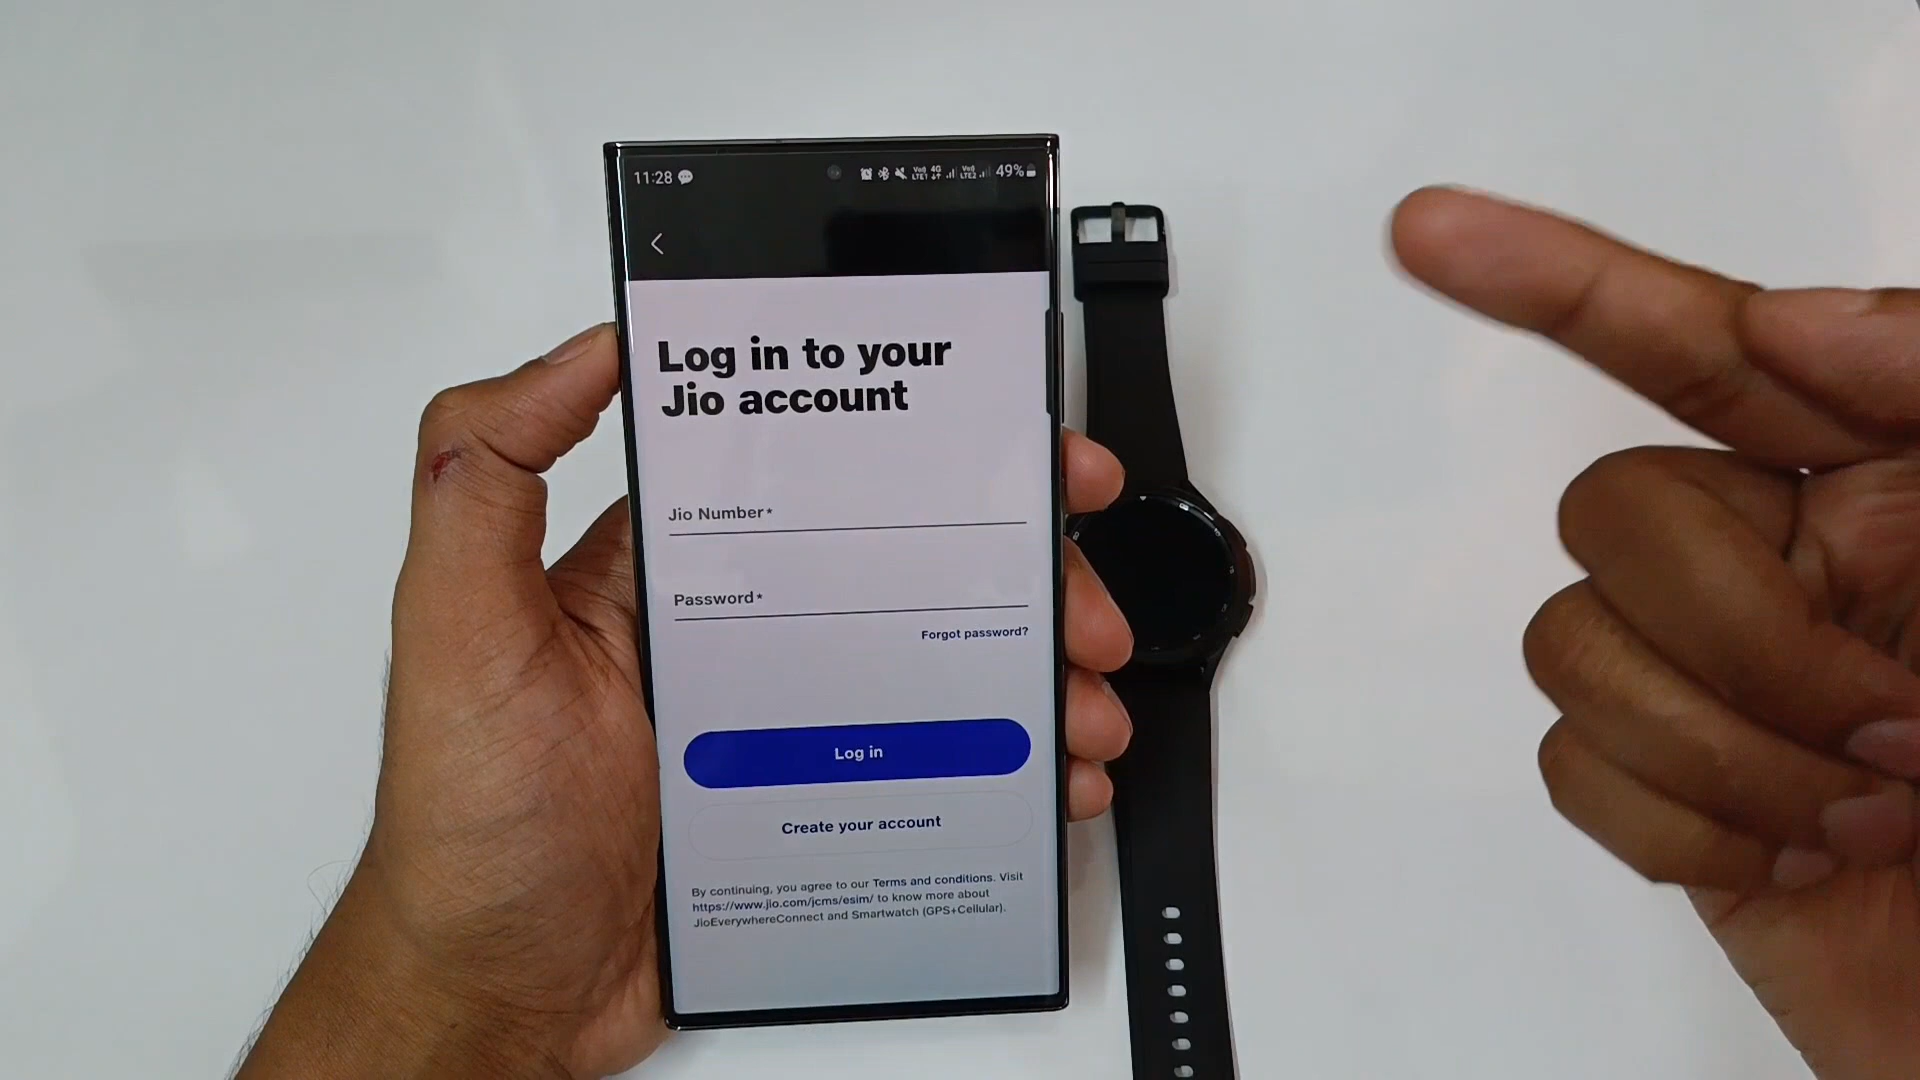 11:28 49%
Log in to your
Jio account
Jio Number*
Password*
Forgot password?
Log in
Create your account
By continuing, you agree to our Terms and conditions. Visit
https://www.jio.com/jcms/esim/ to know more about
JioEverywhereConnect and Smartwatch (GPS+Cellular).